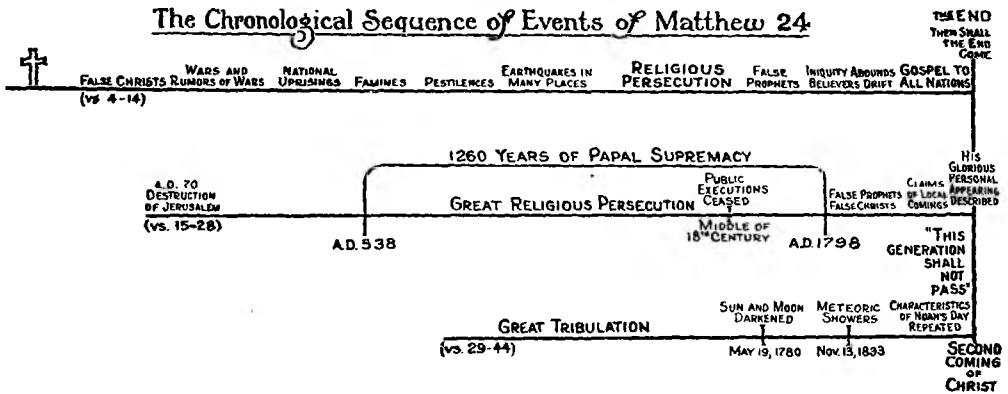 The Chronological Sequence of Events of Matthew 24
THE END
THEN SHALL
THE END
COME
FALSE CHRISTS
WARS AND
RUMORS OF WARS
NATIONAL
UPRISINGS
FAMINES
PESTILENCES
EARTHQUAKES IN
MANY PLACES
RELIGIOUS
PERSECUTION
FALSE
PROPHETS
INIQUITY ABOUNDS
BELIEVERS DRIFT
GOSPEL TO
ALL NATIONS
(vs 4-14)
1260 YEARS OF PAPAL SUPREMACY
A.D. 70
DESTRUCTION
OF JERUSALEM
(vs. 15-28)
GREAT RELIGIOUS PERSECUTION
PUBLIC
EXECUTIONS
CEASED
FALSE PROPHETS
FALSE CHRISTS
CLAIMS
OF LOCAL
COMINGS
HIS
GLORIOUS
PERSONAL
APPEARING
DESCRIBED
A.D. 538
MIDDLE OF
18TH CENTURY
A.D. 1798
"THIS
GENERATION
SHALL
NOT
PASS"
GREAT TRIBULATION
SUN AND MOON
DARKENED
METEORIC
SHOWERS
CHARACTERISTICS
OF NOAH'S DAY
REPEATED
(vs. 29-44)
MAY 19, 1780
NOV. 13, 1833
SECOND
COMING
OF
CHRIST